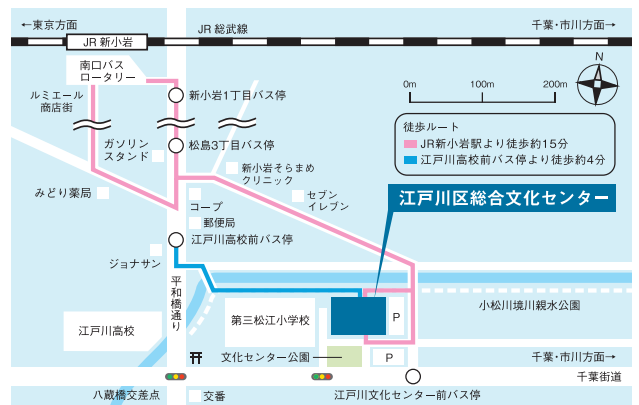 ←東京方面
JR 総武線
千葉・市川方面→
JR 新小岩
南口バス
ロータリー
ルミエール
商店街
新小岩1丁目バス停
0m
100m
200m
N
徒歩ルート
JR新小岩駅より徒歩約15分
江戸川高校前バス停より徒歩約4分
ガソリン
スタンド
松島3丁目バス停
新小岩そらまめ
クリニック
みどり薬局
コープ
セブン
イレブン
江戸川区総合文化センター
郵便局
江戸川高校前バス停
ジョナサン
平和橋通り
小松川境川親水公園
第三松江小学校
P
江戸川高校
文化センター公園
P
千葉・市川方面→
千葉街道
八蔵橋交差点
交番
江戸川文化センター前バス停